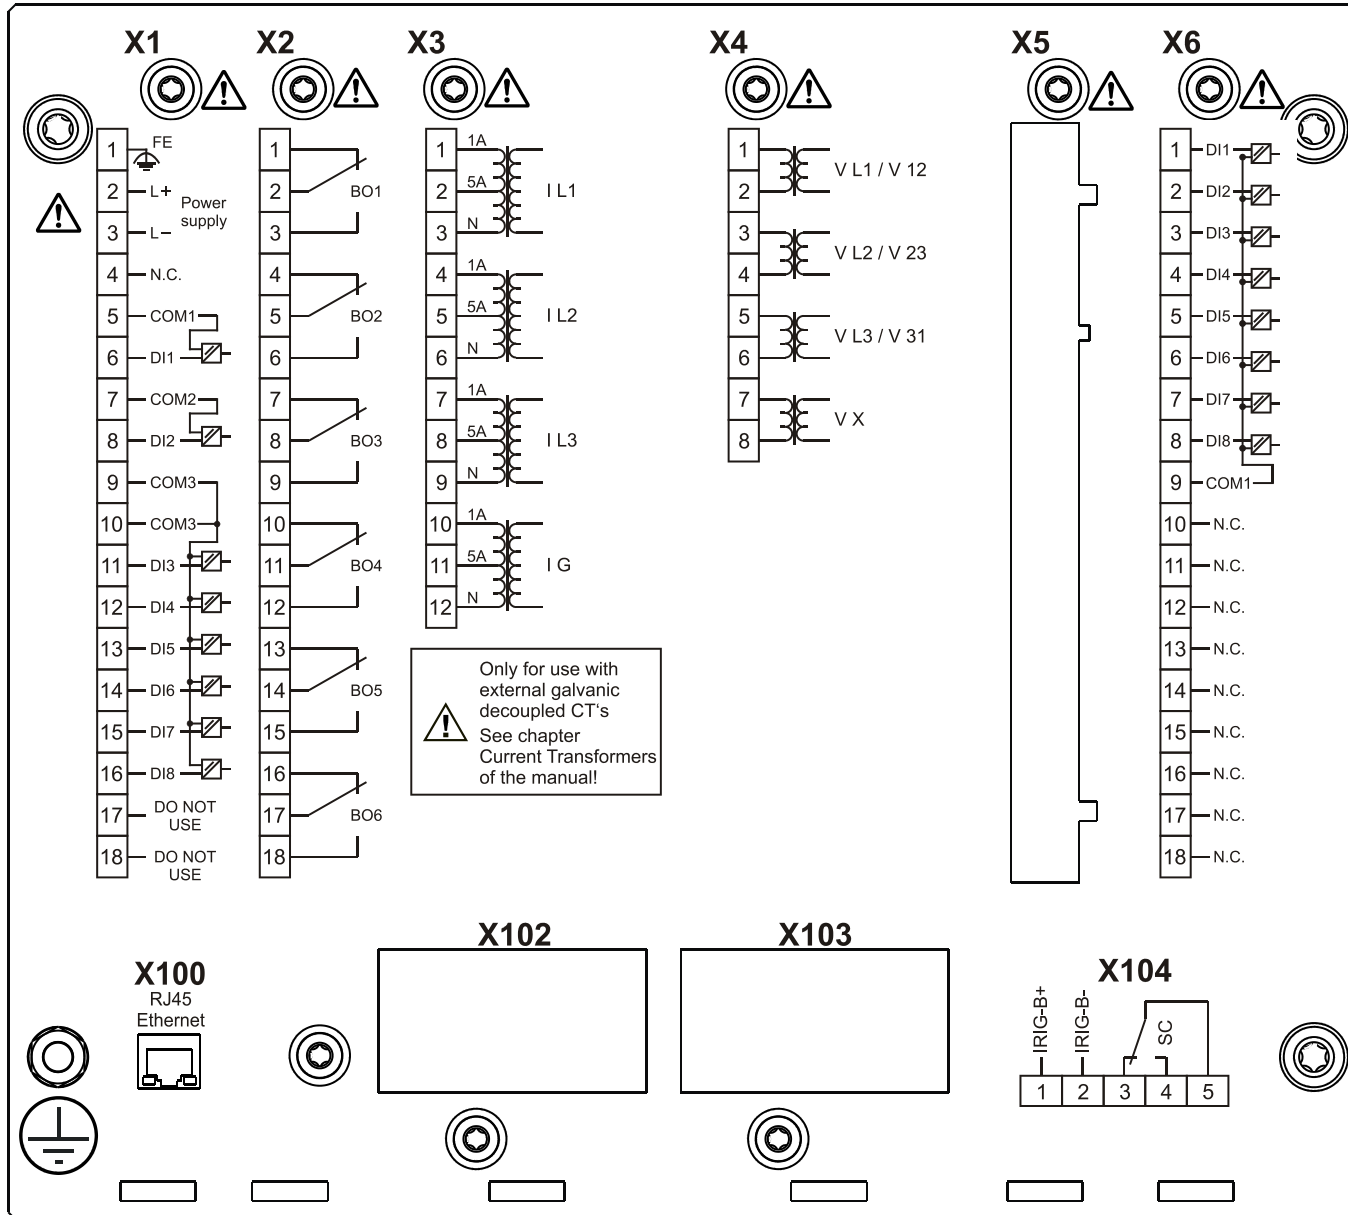 X1
X2
X3
X4
X5
X6
1 FE
2 L+
Power
supply
3 L–
4 N.C.
5 COM1
6 DI1
7 COM2
8 DI2
9 COM3
10 COM3
11 DI3
12 DI4
13 DI5
14 DI6
15 DI7
16 DI8
17 DO NOT
USE
18 DO NOT
USE
1
2 BO1
3
4
5 BO2
6
7
8 BO3
9
10
11 BO4
12
13
14 BO5
15
16
17 BO6
18
1 1A
2 5A I L1
3 N
4 1A
5 5A I L2
6 N
7 1A
8 5A I L3
9 N
10 1A
11 5A I G
12 N
Only for use with
external galvanic
decoupled CT‘s
See chapter
Current Transformers
of the manual!
1
V L1 / V 12
2
3
V L2 / V 23
4
5
V L3 / V 31
6
7
V X
8
1 DI1
2 DI2
3 DI3
4 DI4
5 DI5
6 DI6
7 DI7
8 DI8
9 COM1
10 N.C.
11 N.C.
12 N.C.
13 N.C.
14 N.C.
15 N.C.
16 N.C.
17 N.C.
18 N.C.
X100
RJ45
Ethernet
X102
X103
X104
IRIG-B+
IRIG-B-
SC
1 2 3 4 5